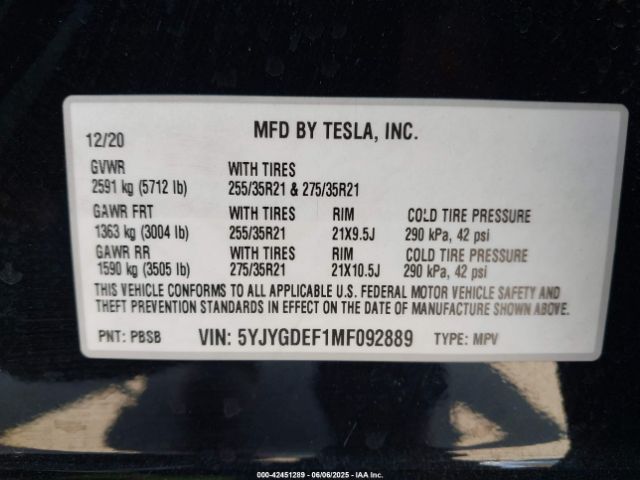 12/20 MFD BY TESLA, INC.
GVWR WITH TIRES
2591 kg (5712 lb) 255/35R21 & 275/35R21
GAWR FRT WITH TIRES RIM COLD TIRE PRESSURE
1363 kg (3004 lb) 255/35R21 21X9.5J 290 kPa, 42 psi
GAWR RR WITH TIRES RIM COLD TIRE PRESSURE
1590 kg (3505 lb) 275/35R21 21X10.5J 290 kPa, 42 psi
THIS VEHICLE CONFORMS TO ALL APPLICABLE U.S. FEDERAL MOTOR VEHICLE SAFETY AND
THEFT PREVENTION STANDARDS IN EFFECT ON THE DATE OF MANUFACTURE SHOWN ABOVE.
PNT: PBSB VIN: 5YJYGDEF1MF092889 TYPE: MPV
000-42451289 - 06/06/2025 - IAA Inc.